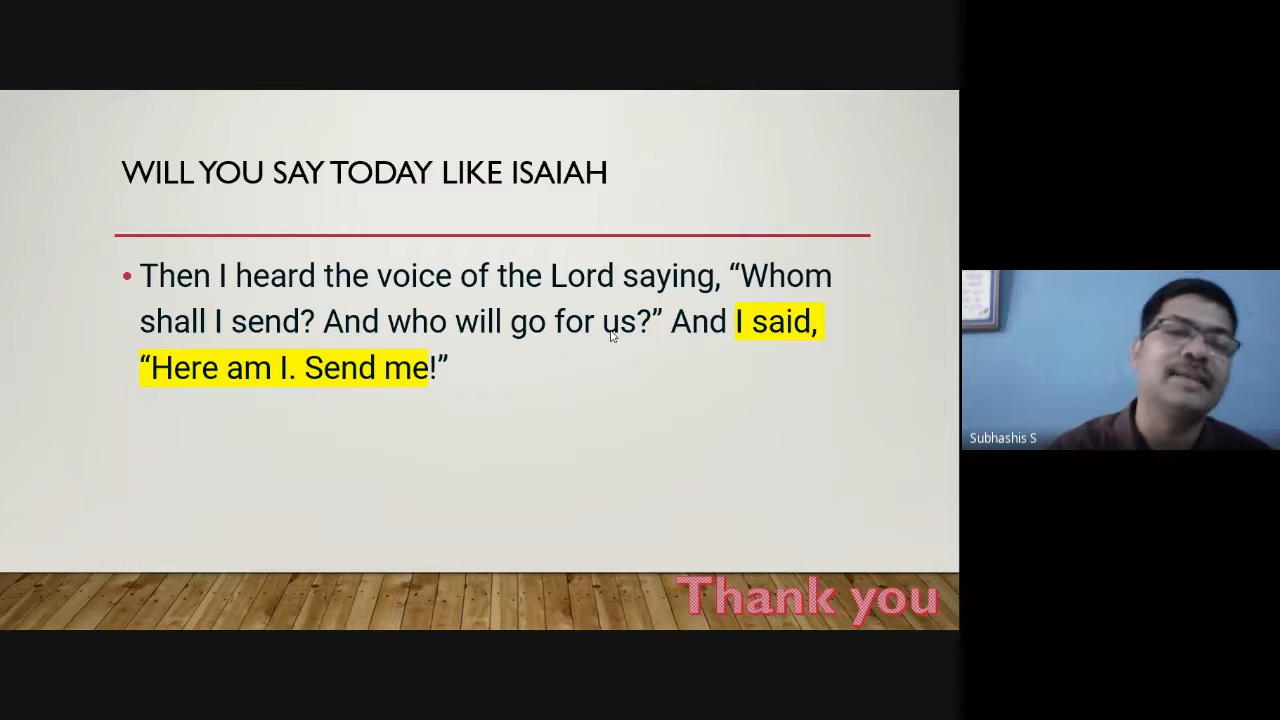 WILL YOU SAY TODAY LIKE ISAIAH
• Then I heard the voice of the Lord saying, “Whom
shall I send? And who will go for us?” And I said,
“Here am I. Send me!”
Thank you
Subhashis S